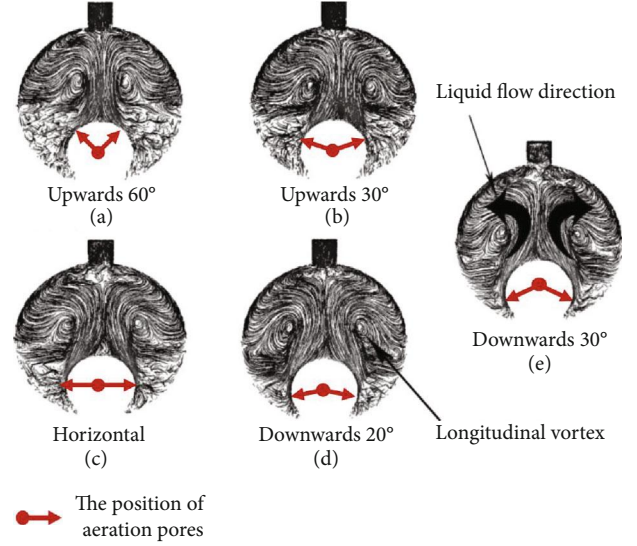 Upwards 60°
(a)
Upwards 30°
(b)
Liquid flow direction
Horizontal
(c)
Downwards 20°
(d)
Downwards 30°
(e)
Longitudinal vortex
The position of
aeration pores